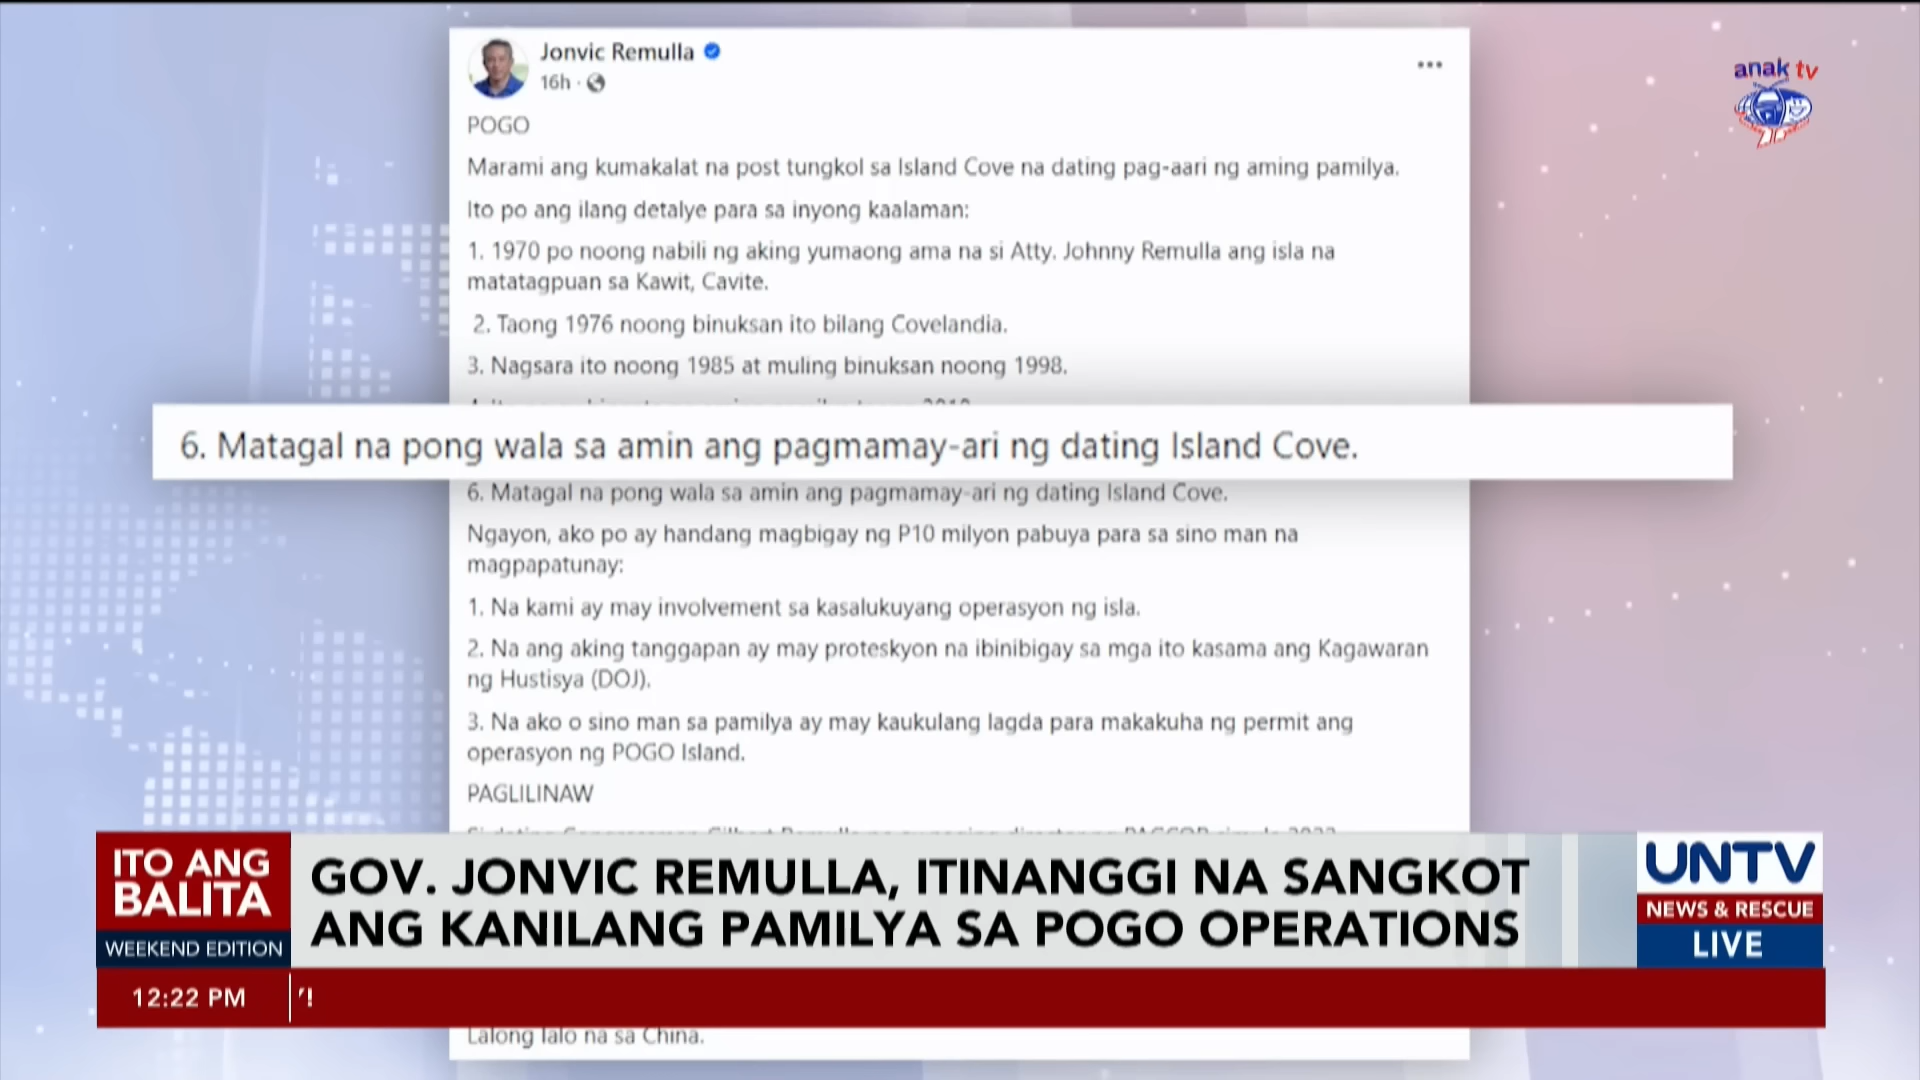 Jonvic Remulla
16h
POGO
anak tv
Marami ang kumakalat na post tungkol sa Island Cove na dating pag-aari ng aming pamilya.
Ito po ang ilang detalye para sa inyong kaalaman:
1. 1970 po noong nabili ng aking yumaong ama na si Atty. Johnny Remulla ang isla na
matatagpuan sa Kawit, Cavite.
2. Taong 1976 noong binuksan ito bilang Covelandia.
3. Nagsara ito noong 1985 at muling binuksan noong 1998.
6. Matagal na pong wala sa amin ang pagmamay-ari ng dating Island Cove.
6. Matagal na pong wala sa amin ang pagmamay-ari ng dating Island Cove.
Ngayon, ako po ay handang magbigay ng P10 milyon pabuya para sa sino man na
magpapatunay:
1. Na kami ay may involvement sa kasalukuyang operasyon ng isla.
2. Na ang aking tanggapan ay may proteskyon na ibinibigay sa mga ito kasama ang Kagawaran
ng Hustisya (DOJ).
3. Na ako o sino man sa pamilya ay may kaukulang lagda para makakuha ng permit ang
operasyon ng POGO Island.
PAGLILINAW
ITO ANG
BALITA
WEEKEND EDITION
GOV. JONVIC REMULLA, ITINANGGI NA SANGKOT
ANG KANILANG PAMILYA SA POGO OPERATIONS
UNTV
NEWS & RESCUE
LIVE
12:22 PM
Lalong lalo na sa China.